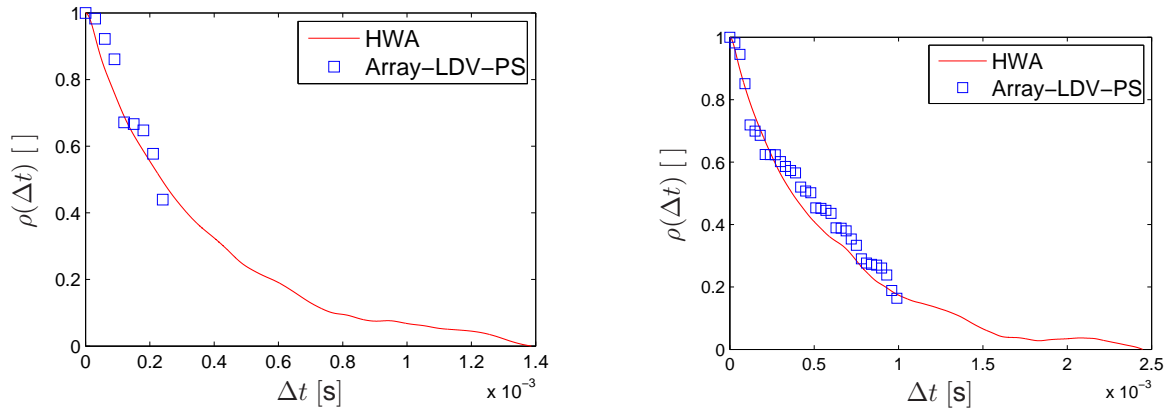 1
0.8
0.6
0.4
0.2
0
ρ(Δt) [ ]
HWA
Array−LDV−PS
0 0.2 0.4 0.6 0.8 1 1.2 1.4
x 10⁻³
Δt [s]
1
0.8
0.6
0.4
0.2
0
ρ(Δt) [ ]
HWA
Array−LDV−PS
0 0.5 1 1.5 2 2.5
x 10⁻³
Δt [s]